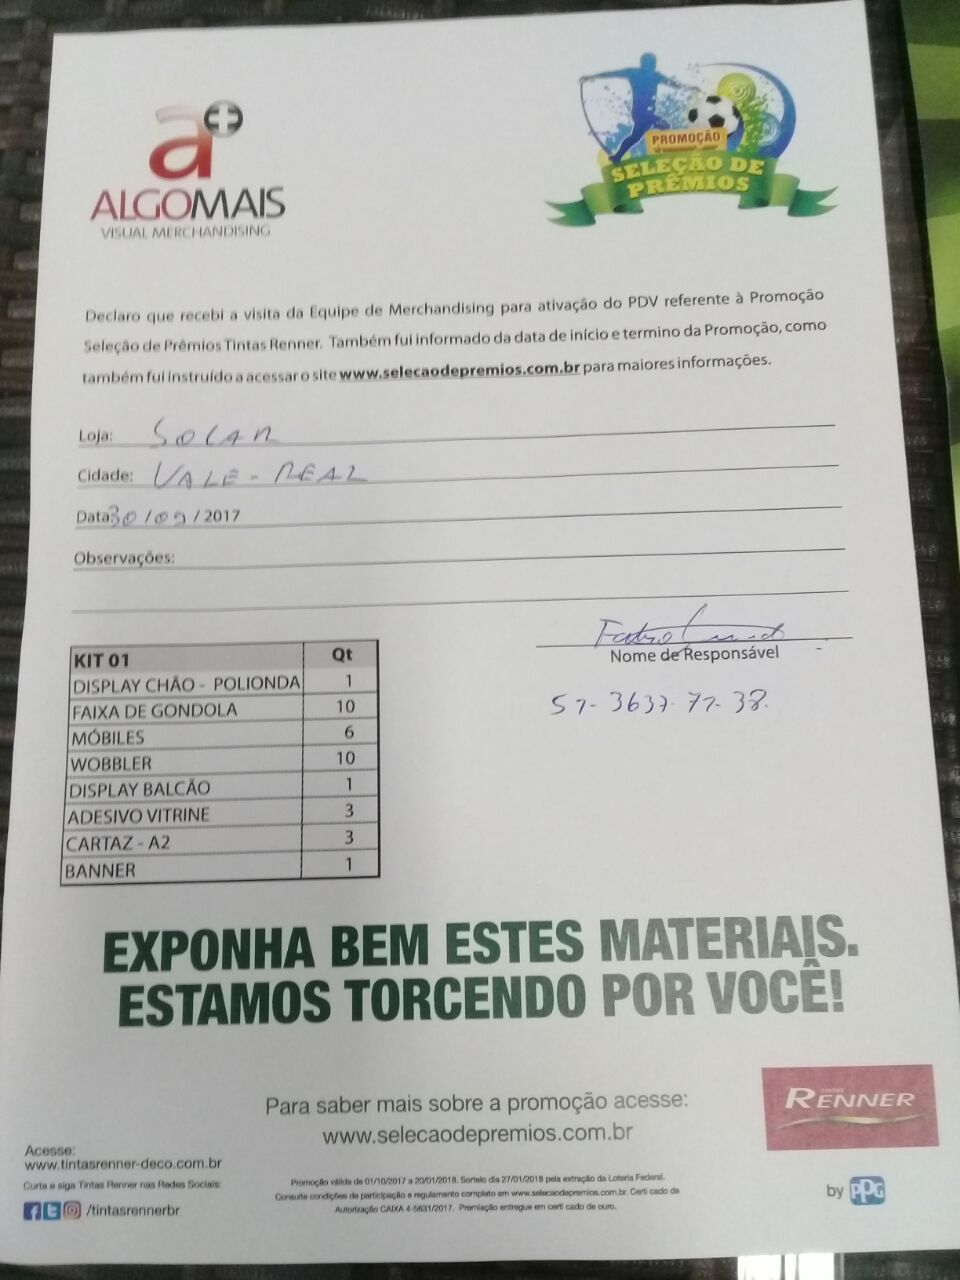 a+
ALGOMAIS
VISUAL MERCHANDISING
PROMOÇÃO
SELEÇÃO DE
PRÊMIOS
Declaro que recebi a visita da Equipe de Merchandising para ativação do PDV referente à Promoção
Seleção de Prêmios Tintas Renner. Também fui informado da data de início e termino da Promoção, como
também fui instruído a acessar o site www.selecaodepremios.com.br para maiores informações.
Loja: SOLAR
Cidade: VALE - REAL
Data: 30 / 09 / 2017
Observações:
Nome de Responsável
51- 3637- 77- 38.
KIT 01 Qt
DISPLAY CHÃO - POLIONDA 1
FAIXA DE GONDOLA 10
MÓBILES 6
WOBBLER 10
DISPLAY BALCÃO 1
ADESIVO VITRINE 3
CARTAZ - A2 3
BANNER 1
EXPONHA BEM ESTES MATERIAIS.
ESTAMOS TORCENDO POR VOCÊ!
Para saber mais sobre a promoção acesse:
www.selecaodepremios.com.br
TINTAS
RENNER
by PPG
Acesse:
www.tintasrenner-deco.com.br
Curta e siga Tintas Renner nas Redes Sociais:
/tintasrennerbr
Promoção válida de 01/10/2017 a 20/01/2018. Sorteio dia 27/01/2018 pela extração da Loteria Federal.
Consulte condições de participação e regulamento completo em www.selecaodepremios.com.br. Certi cado de
Autorização CAIXA 4-5631/2017. Premiação entregue em certi cado de ouro.